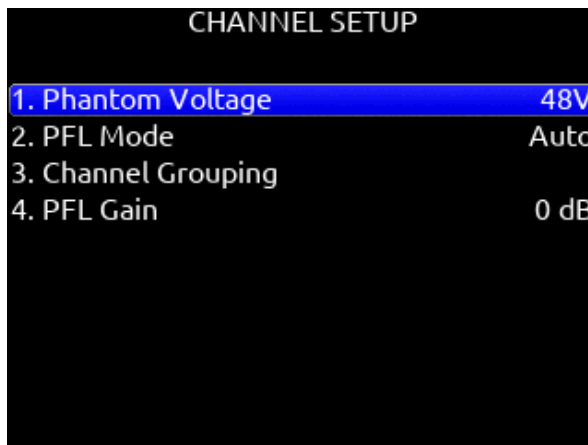 CHANNEL SETUP
1. Phantom Voltage 48V
2. PFL Mode Auto
3. Channel Grouping
4. PFL Gain 0 dB